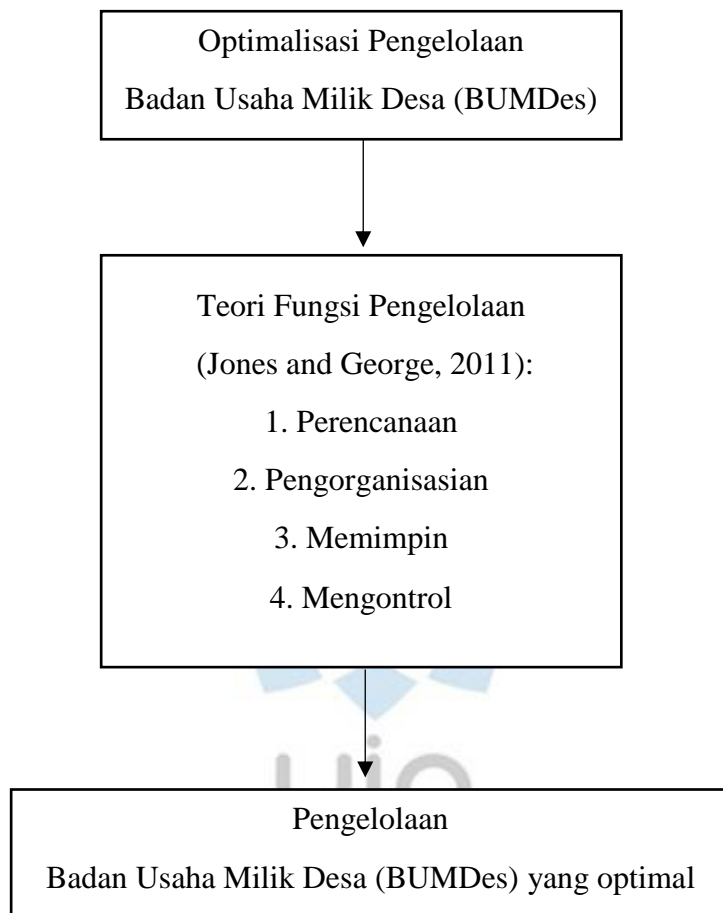 Optimalisasi Pengelolaan
Badan Usaha Milik Desa (BUMDes)
Teori Fungsi Pengelolaan
(Jones and George, 2011):
1. Perencanaan
2. Pengorganisasian
3. Memimpin
4. Mengontrol
Pengelolaan
Badan Usaha Milik Desa (BUMDes) yang optimal